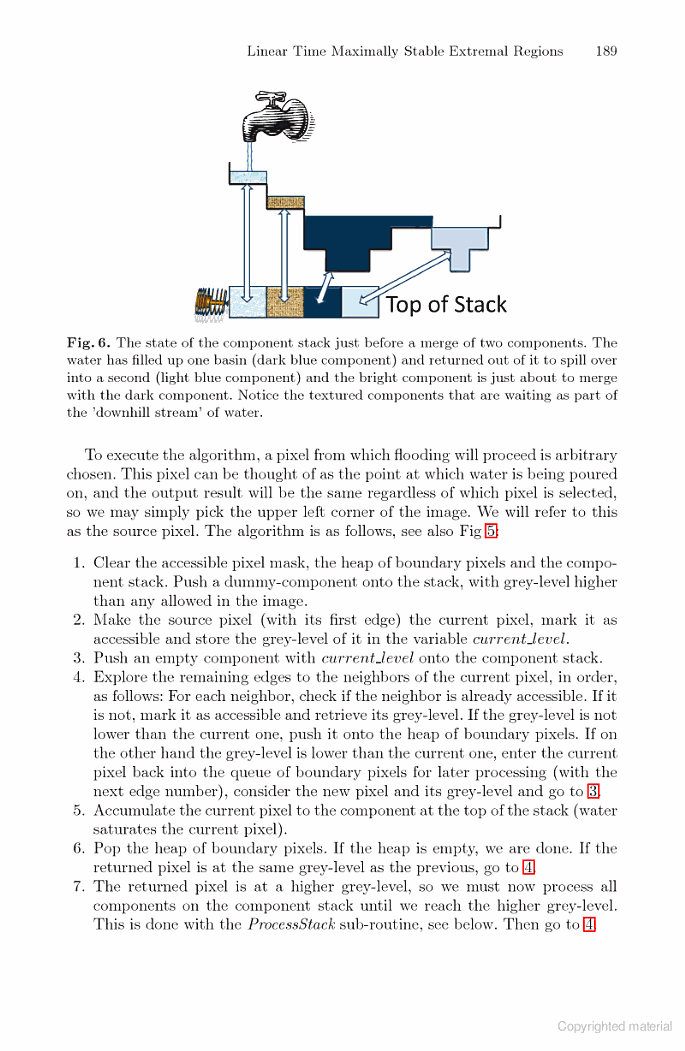 Linear Time Maximally Stable Extremal Regions 189
Top of Stack
Fig. 6. The state of the component stack just before a merge of two components. The
water has filled up one basin (dark blue component) and returned out of it to spill over
into a second (light blue component) and the bright component is just about to merge
with the dark component. Notice the textured components that are waiting as part of
the 'downhill stream' of water.
To execute the algorithm, a pixel from which flooding will proceed is arbitrary
chosen. This pixel can be thought of as the point at which water is being poured
on, and the output result will be the same regardless of which pixel is selected,
so we may simply pick the upper left corner of the image. We will refer to this
as the source pixel. The algorithm is as follows, see also Fig 5:
1. Clear the accessible pixel mask, the heap of boundary pixels and the compo-
nent stack. Push a dummy-component onto the stack, with grey-level higher
than any allowed in the image.
2. Make the source pixel (with its first edge) the current pixel, mark it as
accessible and store the grey-level of it in the variable current_level.
3. Push an empty component with current_level onto the component stack.
4. Explore the remaining edges to the neighbors of the current pixel, in order,
as follows: For each neighbor, check if the neighbor is already accessible. If it
is not, mark it as accessible and retrieve its grey-level. If the grey-level is not
lower than the current one, push it onto the heap of boundary pixels. If on
the other hand the grey-level is lower than the current one, enter the current
pixel back into the queue of boundary pixels for later processing (with the
next edge number), consider the new pixel and its grey-level and go to 3.
5. Accumulate the current pixel to the component at the top of the stack (water
saturates the current pixel).
6. Pop the heap of boundary pixels. If the heap is empty, we are done. If the
returned pixel is at the same grey-level as the previous, go to 4.
7. The returned pixel is at a higher grey-level, so we must now process all
components on the component stack until we reach the higher grey-level.
This is done with the ProcessStack sub-routine, see below. Then go to 4.
Copyrighted material